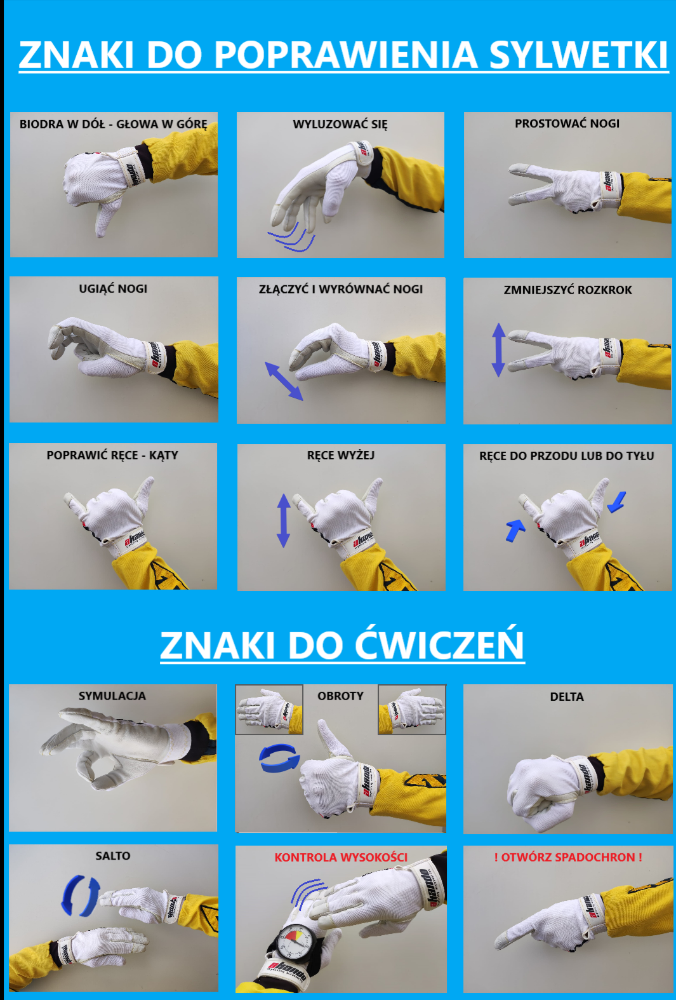 ZNAKI DO POPRAWIENIA SYLWETKI
BIODRA W DÓŁ - GŁOWA W GÓRĘ
WYLUZOWAĆ SIĘ
PROSTOWAĆ NOGI
UGIĄĆ NOGI
ZŁĄCZYĆ I WYRÓWNAĆ NOGI
ZMNIEJSZYĆ ROZKROK
POPRAWIĆ RĘCE - KĄTY
RĘCE WYŻEJ
RĘCE DO PRZODU LUB DO TYŁU
ZNAKI DO ĆWICZEŃ
SYMULACJA
OBROTY
DELTA
SALTO
KONTROLA WYSOKOŚCI
! OTWÓRZ SPADOCHRON !
akando